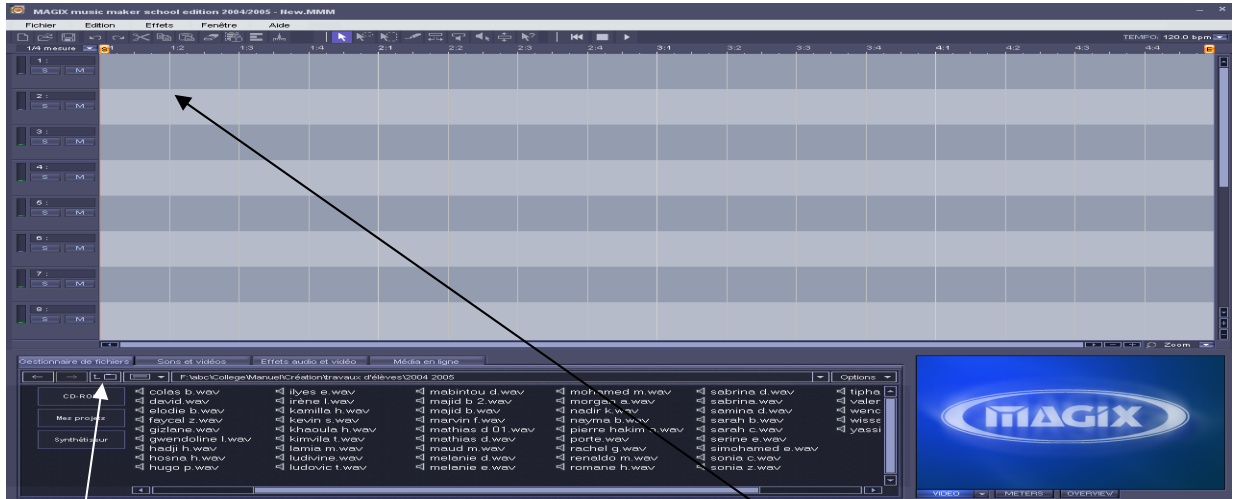 MAGIX music maker school edition 2004/2005 - New.MMM
Fichier Edition Effets Fenêtre Aide
TEMPO: 120.0 bpm
1/4 mesure S 1:2 1:3 1:4 2:1 2:2 2:3 2:4 3:1 3:2 3:3 3:4 4:1 4:2 4:3 4:4 E
1 :
S M
2 :
S M
3 :
S M
4 :
S M
5 :
S M
6 :
S M
7 :
S M
8 :
S M
Zoom
Gestionnaire de fichiers Sons et vidéos Effets audio et vidéo Média en ligne
F:\abc\College\Manuel\Création\travaux d'élèves\2004 2005 Options
CD-ROM
Mes projets
Synthétiseur
colas b.wav ilyes e.wav mabintou d.wav mohamed m.wav sabrina d.wav tipha
david.wav irène l.wav majid b 2.wav morgan a.wav sabrina.wav valer
elodie b.wav kamilla h.wav majid b.wav nadir k.wav samina d.wav wend
fayçal z.wav kevin s.wav marvin f.wav nayma b.wav sarah b.wav wissa
gizlane.wav khaoula h.wav mathias d 01.wav pierre hakim n.wav sarah c.wav yassi
gwendoline l.wav kimvila t.wav mathias d.wav porte.wav serine e.wav
hadji h.wav lamia m.wav maud m.wav rachel g.wav simohamed e.wav
hosna h.wav ludivine.wav melanie d.wav renaldo m.wav sonia c.wav
hugo p.wav ludovic t.wav melanie e.wav romane h.wav sonia z.wav
MAGIX
VIDEO METERS OVERVIEW